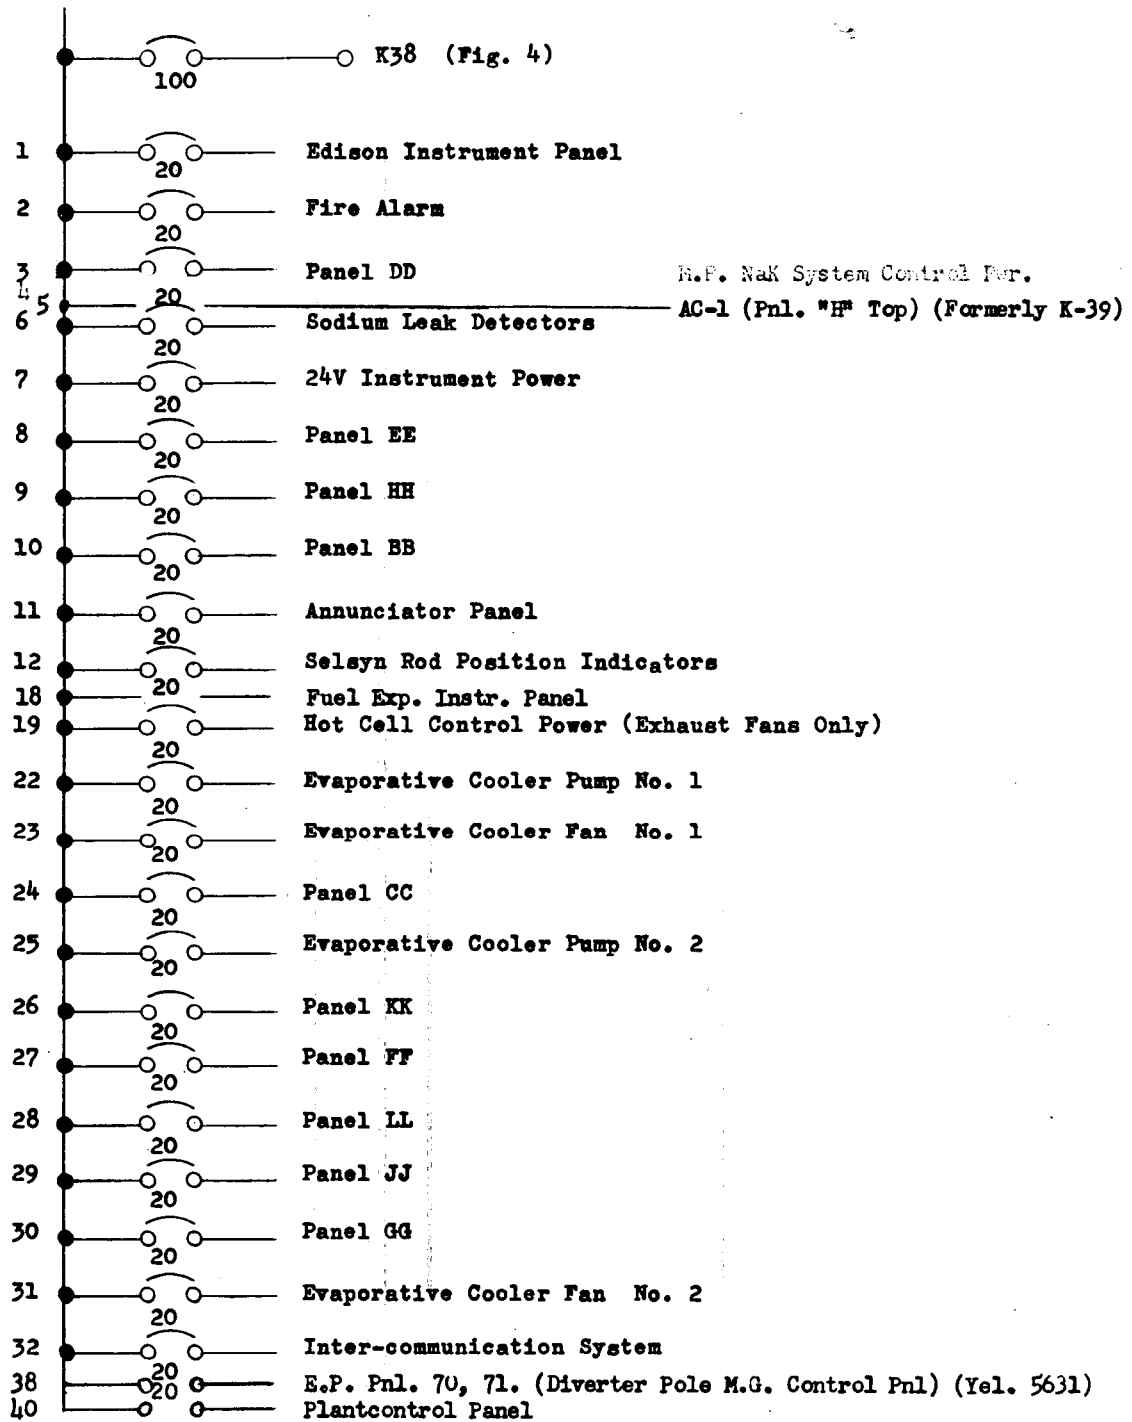 K38 (Fig. 4)
100
1 Edison Instrument Panel
20
2 Fire Alarm
20
3 Panel DD
H.P. NaK System Control Pwr.
4
5 20 AC-1 (Pnl. "H" Top) (Formerly K-39)
6 Sodium Leak Detectors
20
7 24V Instrument Power
20
8 Panel EE
20
9 Panel HH
20
10 Panel BB
20
11 Annunciator Panel
20
12 Selsyn Rod Position Indicators
20
18 Fuel Exp. Instr. Panel
19 Hot Cell Control Power (Exhaust Fans Only)
20
22 Evaporative Cooler Pump No. 1
20
23 Evaporative Cooler Fan No. 1
20
24 Panel CC
20
25 Evaporative Cooler Pump No. 2
20
26 Panel KK
20
27 Panel FF
20
28 Panel LL
20
29 Panel JJ
20
30 Panel GG
20
31 Evaporative Cooler Fan No. 2
20
32 Inter-communication System
20
38 E.P. Pnl. 70, 71. (Diverter Pole M.G. Control Pnl) (Yel. 5631)
20
40 Plantcontrol Panel